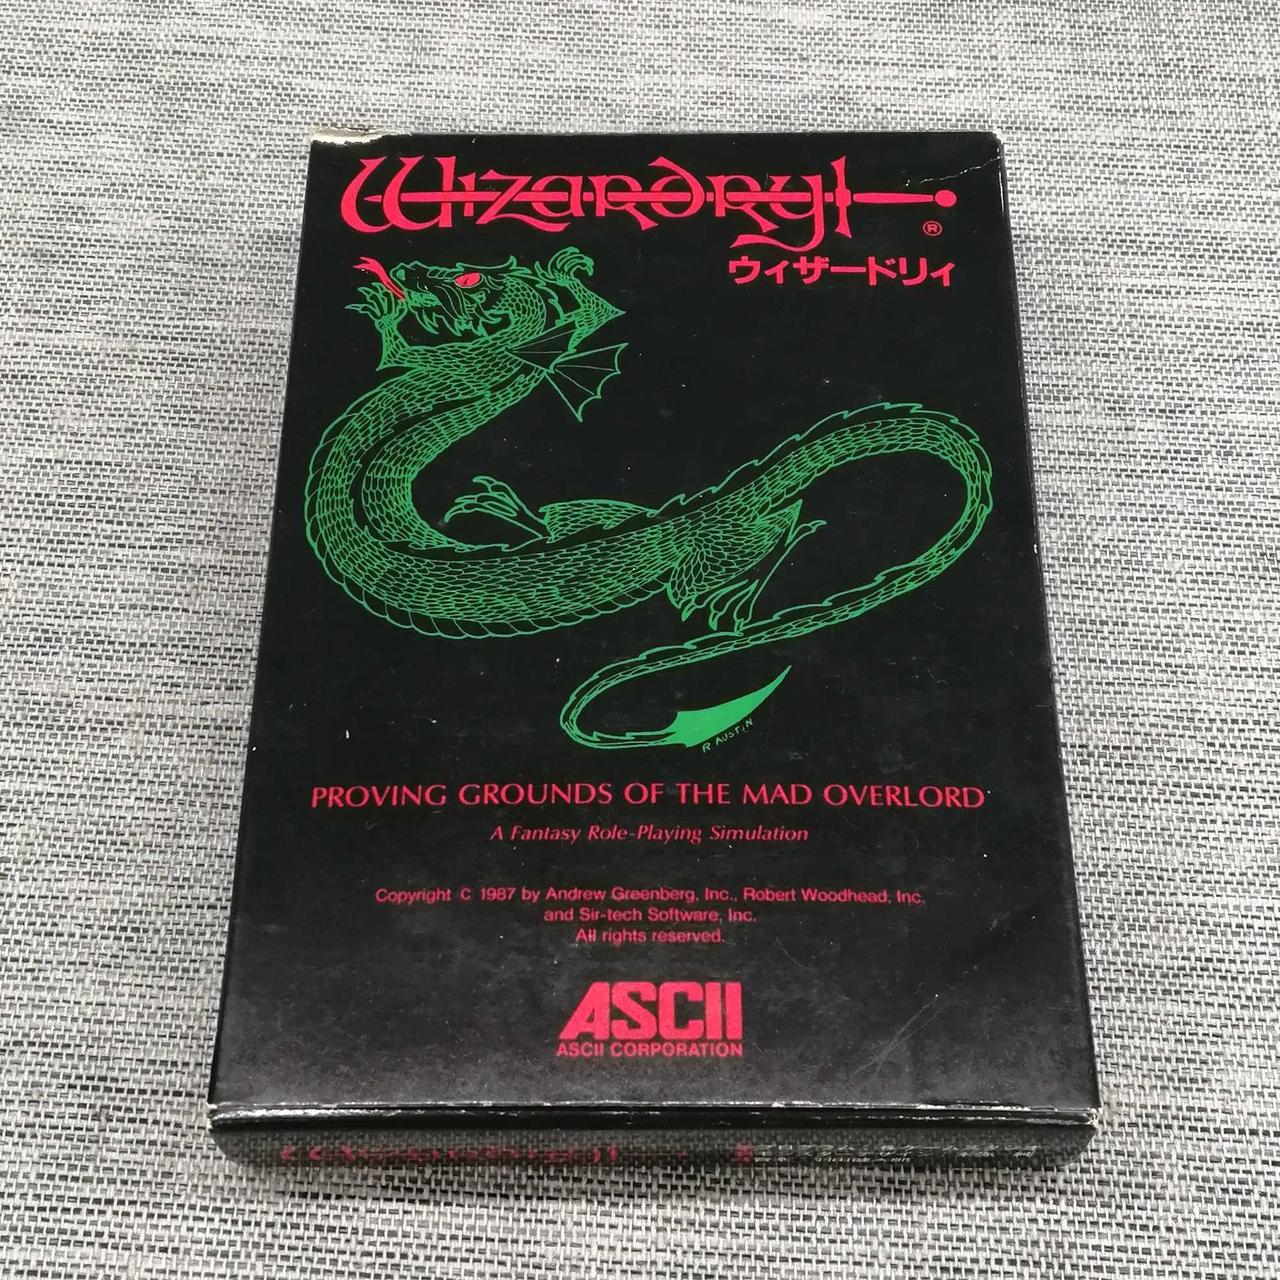 Wizardry
®
ウィザードリィ
R AUSTIN
PROVING GROUNDS OF THE MAD OVERLORD
A Fantasy Role-Playing Simulation
Copyright © 1987 by Andrew Greenberg, Inc., Robert Woodhead, Inc.
and Sir-tech Software, Inc.
All rights reserved.
ASCII
ASCII CORPORATION
Wizardry